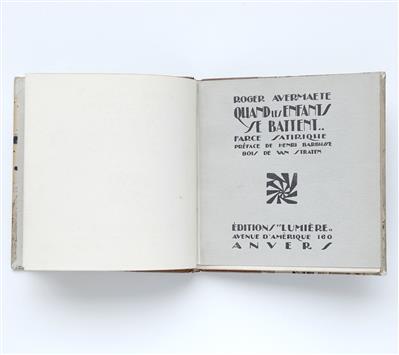 ROGER AVERMAETE
QUAND LES ENFANTS
SE BATTENT..
FARCE SATIRIQUE
PRÉFACE DE HENRI BARBUSSE
BOIS DE VAN STRATEN
ÉDITIONS "LUMIÈRE"
AVENUE D'AMÉRIQUE 160
ANVERS